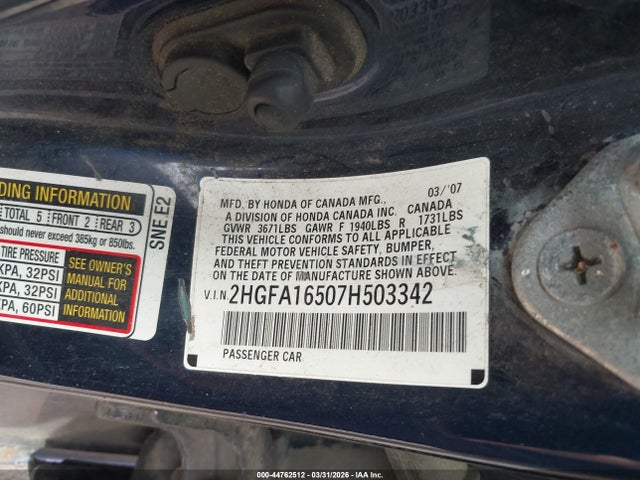 DING INFORMATION
TOTAL 5 FRONT 2 REAR 3
should never exceed 385kg or 850lbs.
TIRE PRESSURE
KPA, 32PSI
KPA, 32PSI
KPA, 60PSI
SEE OWNER'S
MANUAL FOR
ADDITIONAL
INFORMATION
SNE E2
MFD. BY HONDA OF CANADA MFG., 03/'07
A DIVISION OF HONDA CANADA INC. CANADA
GVWR 3671LBS GAWR F 1940LBS R 1731LBS
THIS VEHICLE CONFORMS TO ALL APPLICABLE
FEDERAL MOTOR VEHICLE SAFETY, BUMPER,
AND THEFT PREVENTION STANDARDS IN EFFECT
ON THE DATE OF MANUFACTURE SHOWN ABOVE.
V.I.N. 2HGFA16507H503342
PASSENGER CAR
000-44762512 - 03/31/2026 - IAA Inc.